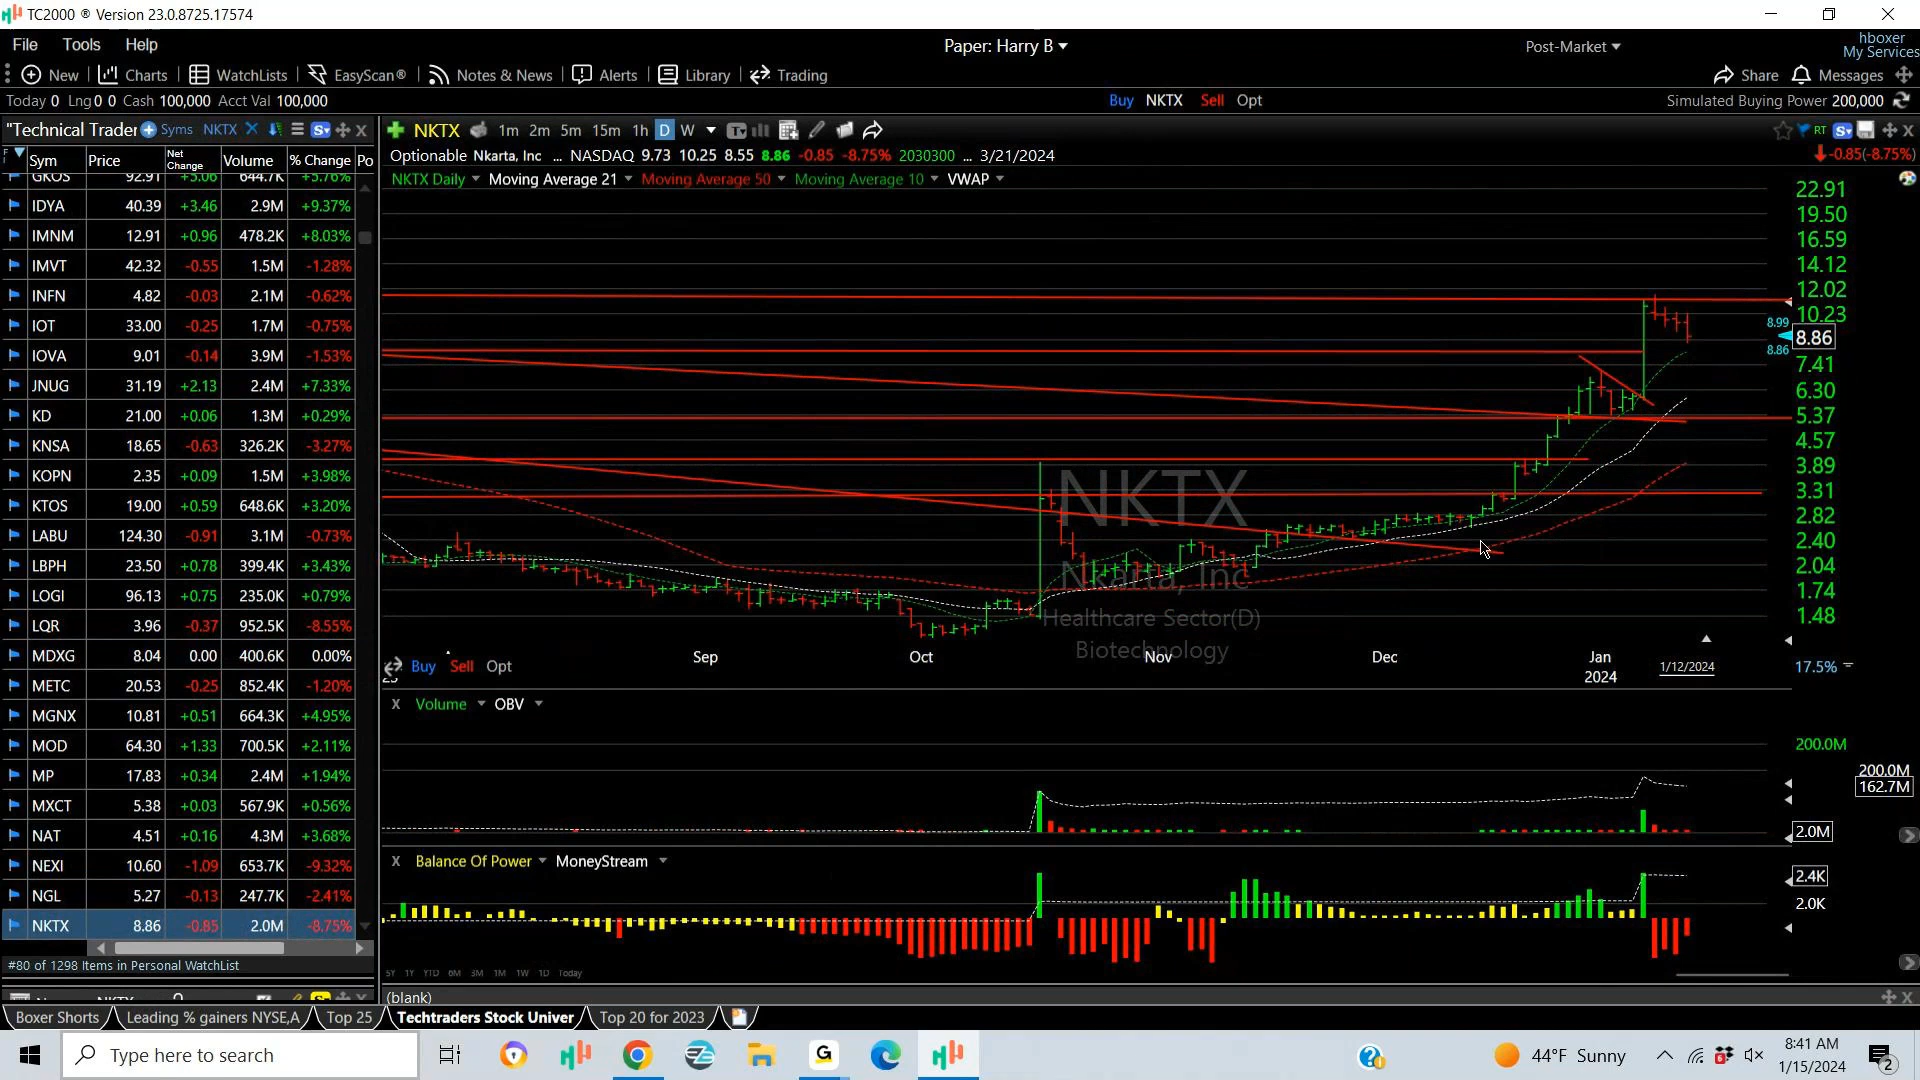 TC2000 ® Version 23.0.8725.17574
File Tools Help
Paper: Harry B
Post-Market
hboxer
My Services
New Charts WatchLists EasyScan® Notes & News Alerts Library Trading
Share Messages
Today 0 Lng 0 0 Cash 100,000 Acct Val 100,000
Buy NKTX Sell Opt
Simulated Buying Power 200,000
"Technical Trader Syms NKTX
NKTX 1m 2m 5m 15m 1h D W
RT
Sym Price Net Change Volume % Change Po
Optionable Nkarta, Inc ... NASDAQ 9.73 10.25 8.55 8.86 -0.85 -8.75% 2030300 ... 3/21/2024
-0.85(-8.75%)
NKTX Daily Moving Average 21 Moving Average 50 Moving Average 10 VWAP
GKOS 92.91 +5.06 644.7K +5.76%
IDYA 40.39 +3.46 2.9M +9.37%
IMNM 12.91 +0.96 478.2K +8.03%
IMVT 42.32 -0.55 1.5M -1.28%
INFN 4.82 -0.03 2.1M -0.62%
IOT 33.00 -0.25 1.7M -0.75%
IOVA 9.01 -0.14 3.9M -1.53%
JNUG 31.19 +2.13 2.4M +7.33%
KD 21.00 +0.06 1.3M +0.29%
KNSA 18.65 -0.63 326.2K -3.27%
KOPN 2.35 +0.09 1.5M +3.98%
KTOS 19.00 +0.59 648.6K +3.20%
LABU 124.30 -0.91 3.1M -0.73%
LBPH 23.50 +0.78 399.4K +3.43%
LOGI 96.13 +0.75 235.0K +0.79%
LQR 3.96 -0.37 952.5K -8.55%
MDXG 8.04 0.00 400.6K 0.00%
METC 20.53 -0.25 852.4K -1.20%
MGNX 10.81 +0.51 664.3K +4.95%
MOD 64.30 +1.33 700.5K +2.11%
MP 17.83 +0.34 2.4M +1.94%
MXCT 5.38 +0.03 567.9K +0.56%
NAT 4.51 +0.16 4.3M +3.68%
NEXI 10.60 -1.09 653.7K -9.32%
NGL 5.27 -0.13 247.7K -2.41%
NKTX 8.86 -0.85 2.0M -8.75%
#80 of 1298 Items in Personal WatchList
22.91
19.50
16.59
14.12
12.02
10.23
8.99
8.86
8.86
7.41
6.30
5.37
4.57
3.89
3.31
2.82
2.40
2.04
1.74
1.48
17.5%
NKTX
Nkarta, Inc
Healthcare Sector(D)
Biotechnology
Sep Oct Nov Dec Jan
2024
1/12/2024
Buy Sell Opt
X Volume OBV
200.0M
200.0M
162.7M
2.0M
X Balance Of Power MoneyStream
2.4K
2.0K
5Y 1Y YTD 6M 3M 1M 1W 1D Today
(blank)
Boxer Shorts Leading % gainers NYSE,A Top 25 Techtraders Stock Univer Top 20 for 2023
Type here to search
44°F Sunny
8:41 AM
1/15/2024
2